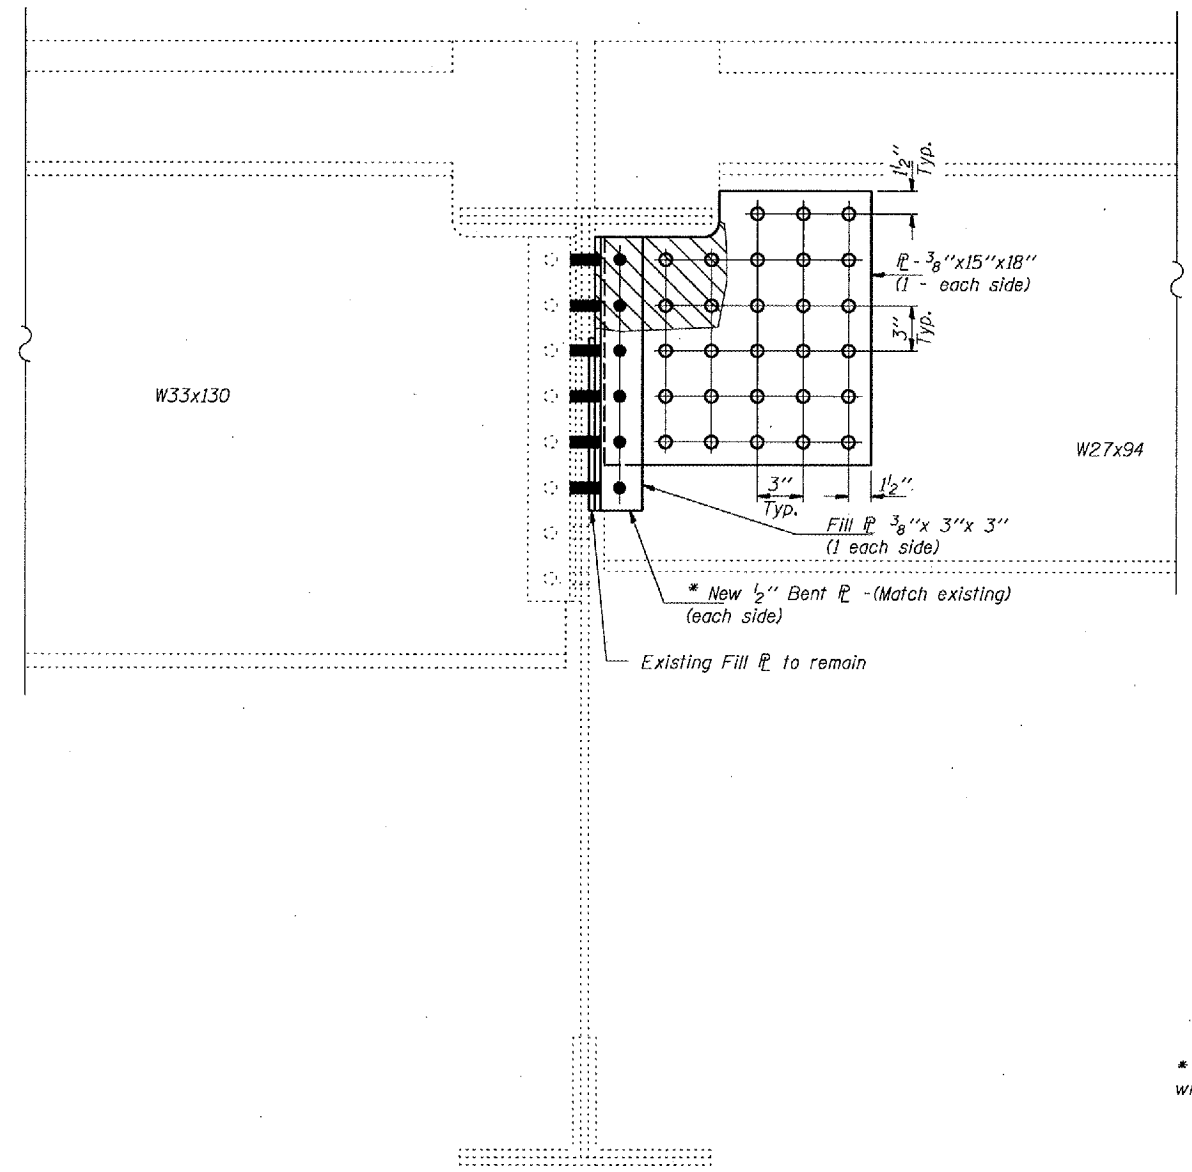 1½"
Typ.
℄ - 3/8"x15"x18"
(1 - each side)
3"
Typ.
W33x130
W27x94
3"
Typ.
1½"
Fill ℄ 3/8"x 3"x 3"
(1 each side)
* New ½" Bent ℄ -(Match existing)
(each side)
Existing Fill ℄ to remain
*